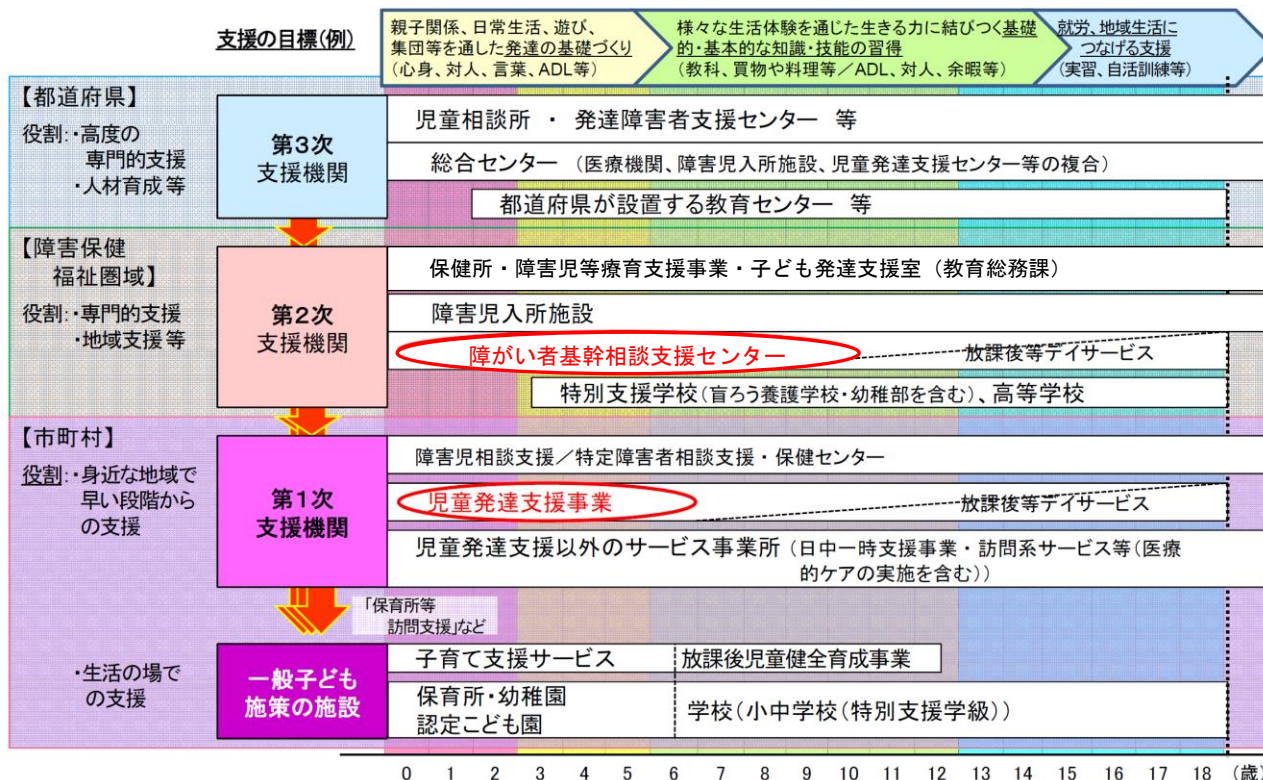 支援の目標(例)
親子関係、日常生活、遊び、
集団等を通した発達の基礎づくり
(心身、対人、言葉、ADL等)
様々な生活体験を通じた生きる力に結びつく基礎
的・基本的な知識・技能の習得
(教科、買物や料理等/ADL、対人、余暇等)
就労、地域生活に
つなげる支援
(実習、自活訓練等)
【都道府県】
役割:・高度の
専門的支援
・人材育成等
第3次
支援機関
児童相談所 ・ 発達障害者支援センター 等
総合センター (医療機関、障害児入所施設、児童発達支援センター等の複合)
都道府県が設置する教育センター 等
【障害保健
福祉圏域】
役割:・専門的支援
・地域支援等
第2次
支援機関
保健所・障害児等療育支援事業・子ども発達支援室(教育総務課)
障害児入所施設
障がい者基幹相談支援センター
放課後等デイサービス
特別支援学校(盲ろう養護学校・幼稚部を含む)、高等学校
【市町村】
役割:・身近な地域で
早い段階から
の支援
第1次
支援機関
障害児相談支援/特定障害者相談支援・保健センター
児童発達支援事業
放課後等デイサービス
児童発達支援以外のサービス事業所(日中一時支援事業・訪問系サービス等(医療
的ケアの実施を含む))
「保育所等
訪問支援」など
・生活の場で
の支援
一般子ども
施策の施設
子育て支援サービス
放課後児童健全育成事業
保育所・幼稚園
認定こども園
学校(小中学校(特別支援学級))
0 1 2 3 4 5 6 7 8 9 10 11 12 13 14 15 16 17 18 (歳)